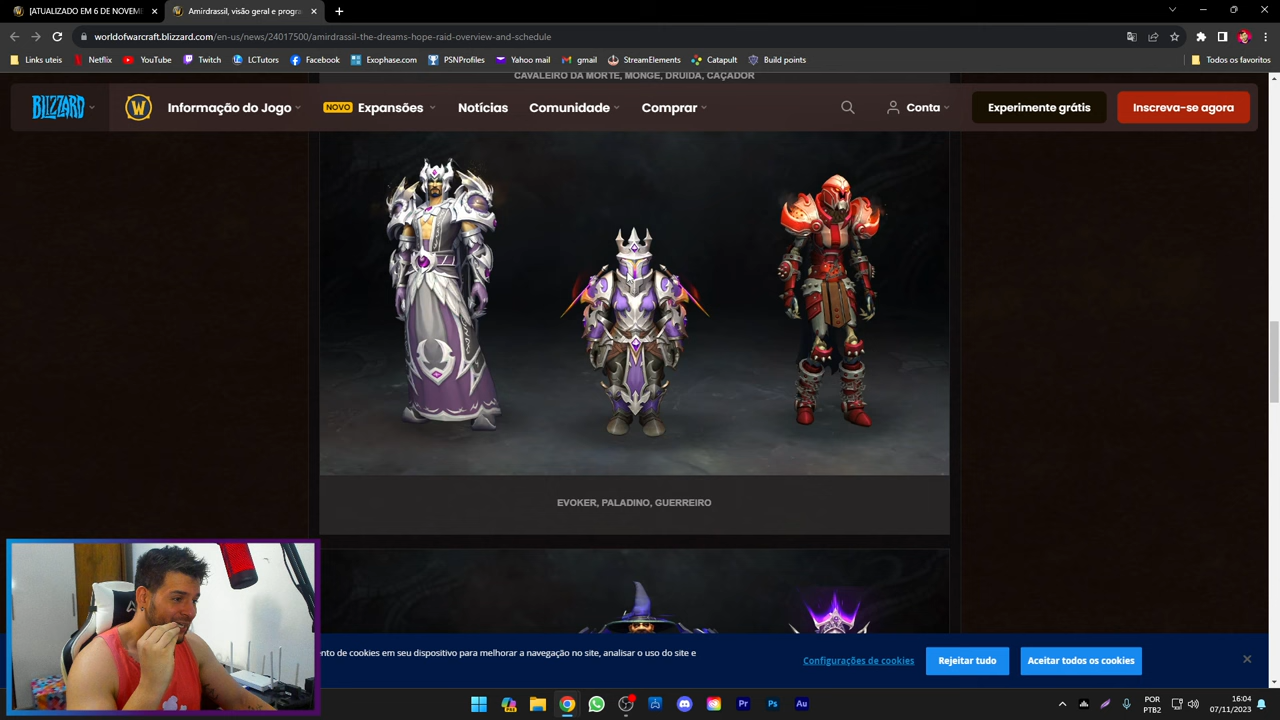 [ATUALIZADO EM 6 DE NOVEM
Amirdrassil, visão geral e progra
worldofwarcraft.blizzard.com/en-us/news/24017500/amirdrassil-the-dreams-hope-raid-overview-and-schedule
Links uteis Netflix YouTube Twitch LCTutors Facebook Exophase.com PSNProfiles Yahoo mail gmail StreamElements Catapult Build points Todos os favoritos
CAVALEIRO DA MORTE, MONGE, DRUIDA, CAÇADOR
BLIZZARD W Informação do Jogo NOVO Expansões Notícias Comunidade Comprar Conta Experimente grátis Inscreva-se agora
EVOKER, PALADINO, GUERREIRO
nto de cookies em seu dispositivo para melhorar a navegação no site, analisar o uso do site e
Configurações de cookies Rejeitar tudo Aceitar todos os cookies
Pr Ps Au
POR
PTB2
16:04
07/11/2023